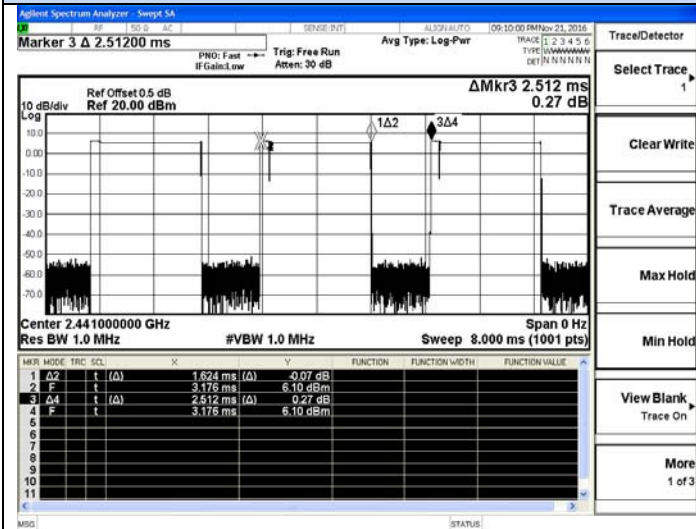 Agilent Spectrum Analyzer - Swept SA
RF 50 Ω AC SENSE:INT ALIGN AUTO 09:10:00 PM Nov 21, 2016
Marker 3 Δ 2.51200 ms
PNO: Fast Trig: Free Run Avg Type: Log-Pwr TRACE 1 2 3 4 5 6
TYPE
IFGain:Low Atten: 30 dB DET N N N N N N
Trace/Detector
Select Trace
1
Clear Write
Trace Average
Max Hold
Min Hold
View Blank
Trace On
More
1 of 3
Ref Offset 0.5 dB ΔMkr3 2.512 ms
10 dB/div Ref 20.00 dBm 0.27 dB
Log
1Δ2 3Δ4
10.0
0.00
-10.0
-20.0
-30.0
-40.0
-50.0
-60.0
-70.0
Center 2.441000000 GHz Span 0 Hz
Res BW 1.0 MHz #VBW 1.0 MHz Sweep 8.000 ms (1001 pts)
MKR MODE TRC SCL X Y FUNCTION FUNCTION WIDTH FUNCTION VALUE
1 Δ2 t (Δ) 1.624 ms (Δ) -0.07 dB
2 F t 3.176 ms 6.10 dBm
3 Δ4 t (Δ) 2.512 ms (Δ) 0.27 dB
4 F t 3.176 ms 6.10 dBm
5
6
7
8
9
10
11
MSG STATUS